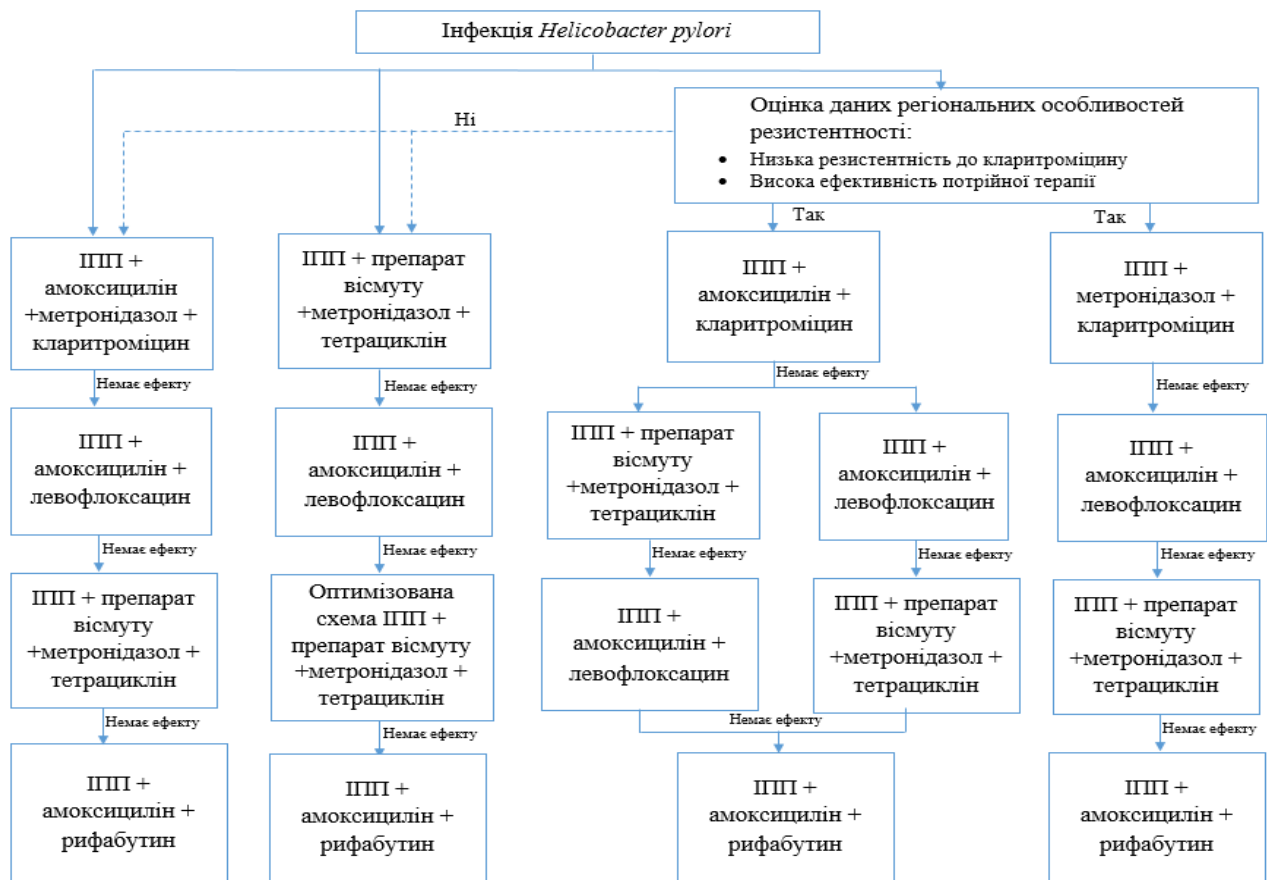 Інфекція Helicobacter pylori
Оцінка даних регіональних особливостей
резистентності:
• Низька резистентність до кларитроміцину
• Висока ефективність потрійної терапії
Ні
Так
Так
ІПП +
амоксицилін
+метронідазол +
кларитроміцин
ІПП + препарат
вісмуту
+метронідазол +
тетрациклін
ІПП +
амоксицилін +
кларитроміцин
ІПП +
метронідазол +
кларитроміцин
Немає ефекту
Немає ефекту
Немає ефекту
Немає ефекту
ІПП +
амоксицилін +
левофлоксацин
ІПП +
амоксицилін +
левофлоксацин
ІПП + препарат
вісмуту
+метронідазол +
тетрациклін
ІПП +
амоксицилін +
левофлоксацин
ІПП +
амоксицилін +
левофлоксацин
Немає ефекту
Немає ефекту
Немає ефекту
Немає ефекту
Немає ефекту
ІПП + препарат
вісмуту
+метронідазол +
тетрациклін
Оптимізована
схема ІПП +
препарат вісмуту
+метронідазол +
тетрациклін
ІПП +
амоксицилін +
левофлоксацин
ІПП + препарат
вісмуту
+метронідазол +
тетрациклін
ІПП + препарат
вісмуту
+метронідазол +
тетрациклін
Немає ефекту
Немає ефекту
Немає ефекту
Немає ефекту
ІПП +
амоксицилін +
рифабутин
ІПП +
амоксицилін +
рифабутин
ІПП +
амоксицилін +
рифабутин
ІПП +
амоксицилін +
рифабутин